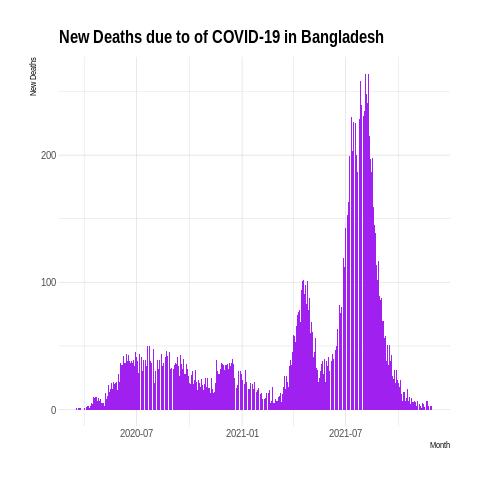 New Deaths due to of COVID-19 in Bangladesh
New Deaths
200
100
0
2020-07
2021-01
2021-07
Month